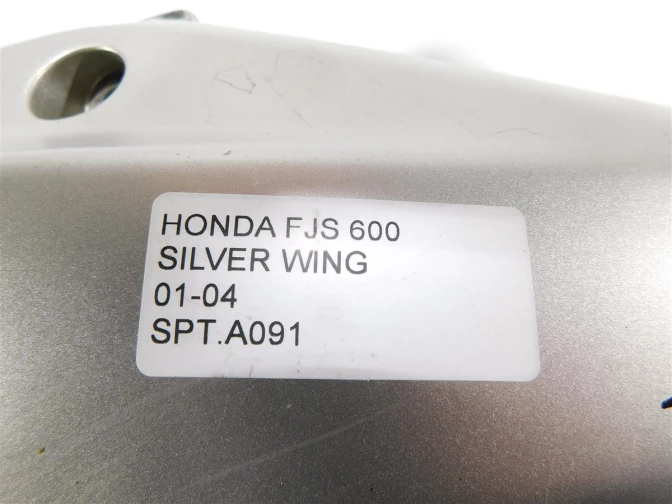 HONDA FJS 600
SILVER WING
01-04
SPT.A091